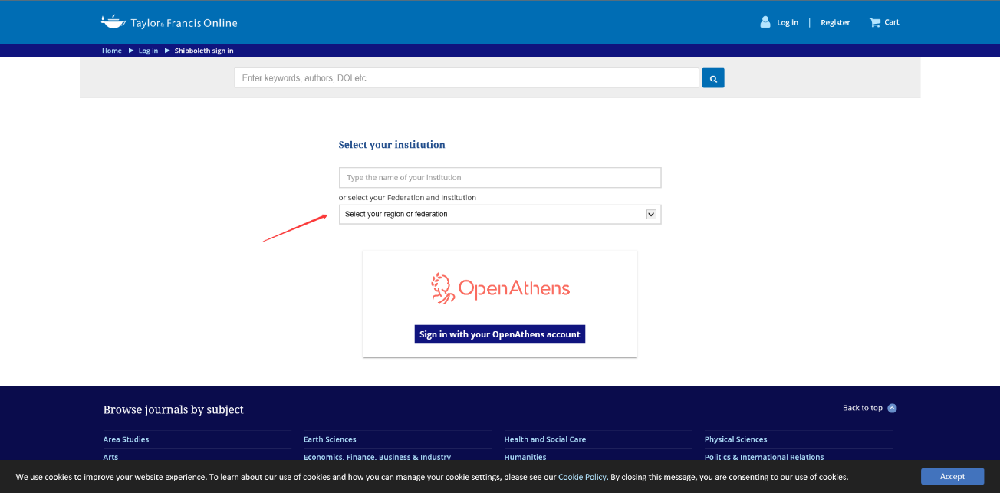 Taylor & Francis Online
Log in | Register Cart
Home Log in Shibboleth sign in
Enter keywords, authors, DOI etc.
Select your institution
Type the name of your institution
or select your Federation and Institution
Select your region or federation
OpenAthens
Sign in with your OpenAthens account
Browse journals by subject
Back to top
Area Studies Earth Sciences Health and Social Care Physical Sciences
Arts Economics, Finance, Business & Industry Humanities Politics & International Relations
We use cookies to improve your website experience. To learn about our use of cookies and how you can manage your cookie settings, please see our Cookie Policy. By closing this message, you are consenting to our use of cookies.
Accept